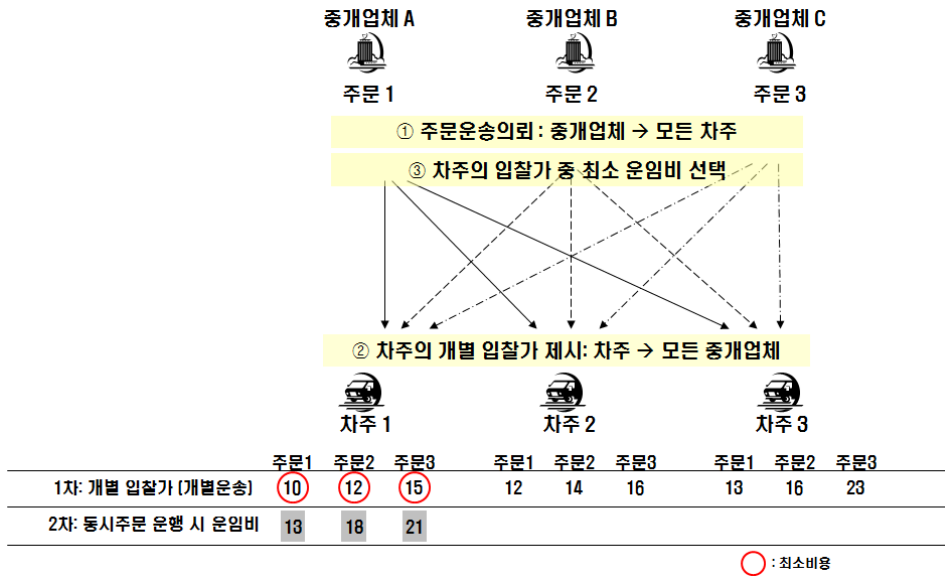 중개업체 A 중개업체 B 중개업체 C
주문 1 주문 2 주문 3
① 주문운송의뢰 : 중개업체 → 모든 차주
③ 차주의 입찰가 중 최소 운임비 선택
② 차주의 개별 입찰가 제시: 차주 → 모든 중개업체
차주 1 차주 2 차주 3
주문1 주문2 주문3 주문1 주문2 주문3 주문1 주문2 주문3
1차: 개별 입찰가 (개별운송) 10 12 15 12 14 16 13 16 23
2차: 동시주문 운행 시 운임비 13 18 21
: 최소비용